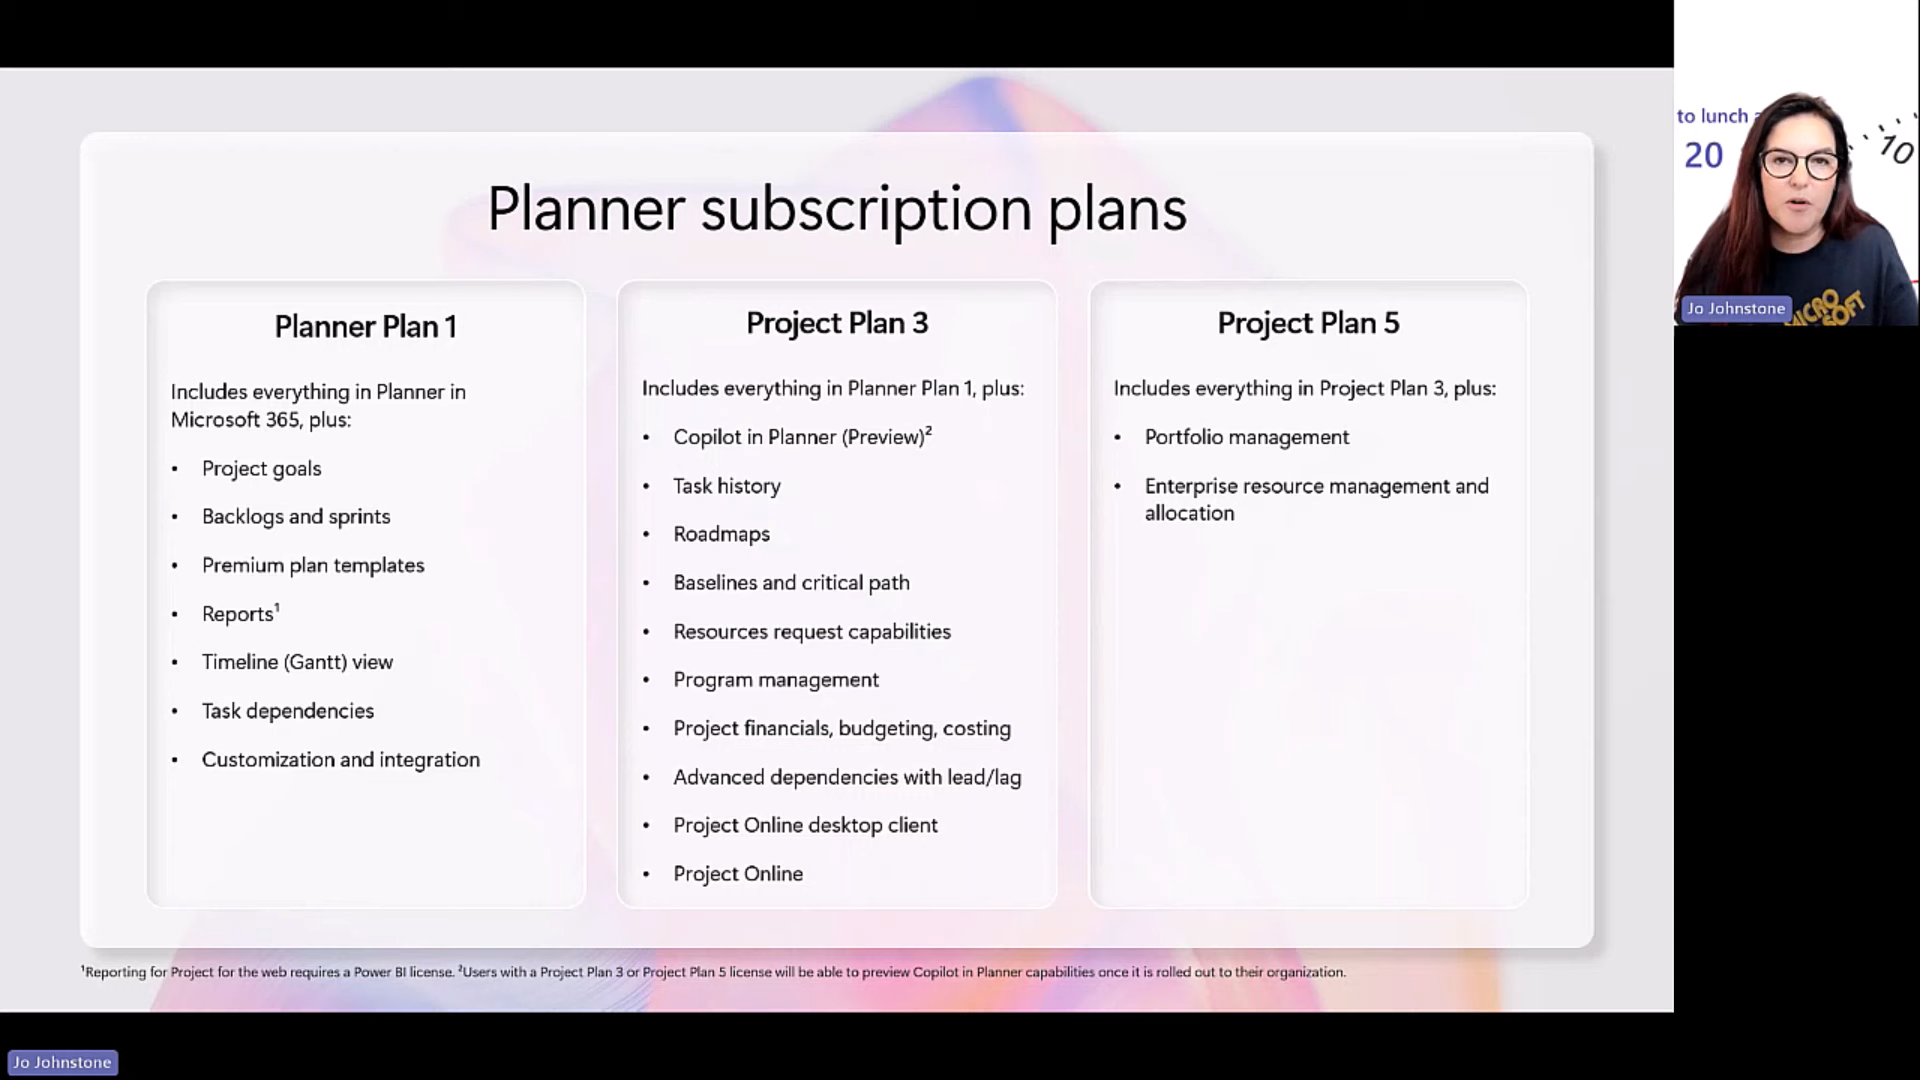 Planner subscription plans
Planner Plan 1
Includes everything in Planner in
Microsoft 365, plus:
• Project goals
• Backlogs and sprints
• Premium plan templates
• Reports¹
• Timeline (Gantt) view
• Task dependencies
• Customization and integration
Project Plan 3
Includes everything in Planner Plan 1, plus:
• Copilot in Planner (Preview)²
• Task history
• Roadmaps
• Baselines and critical path
• Resources request capabilities
• Program management
• Project financials, budgeting, costing
• Advanced dependencies with lead/lag
• Project Online desktop client
• Project Online
Project Plan 5
Includes everything in Project Plan 3, plus:
• Portfolio management
• Enterprise resource management and
allocation
¹Reporting for Project for the web requires a Power BI license. ²Users with a Project Plan 3 or Project Plan 5 license will be able to preview Copilot in Planner capabilities once it is rolled out to their organization.
to lunch
20
10
MICRO
SOFT
Jo Johnstone
Jo Johnstone